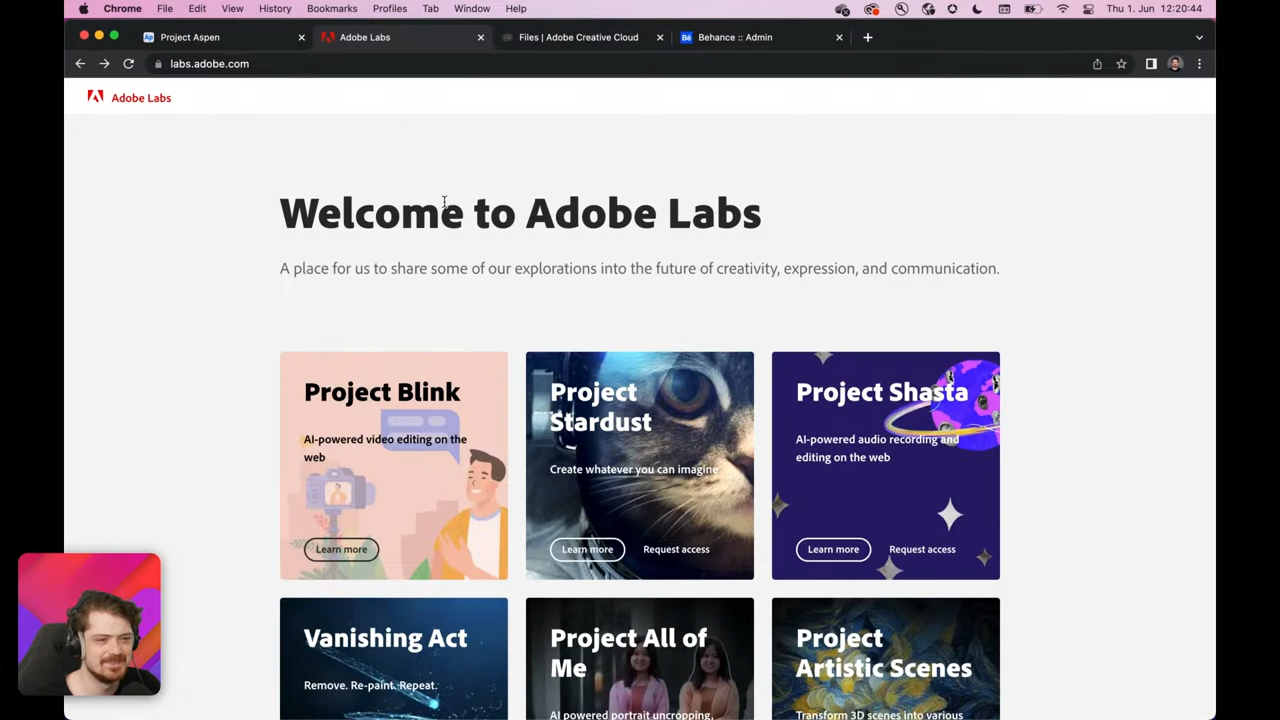 Chrome File Edit View History Bookmarks Profiles Tab Window Help Thu 1. Jun 12:20:44
Project Aspen Adobe Labs Files | Adobe Creative Cloud Behance :: Admin
labs.adobe.com
Adobe Labs
Welcome to Adobe Labs
A place for us to share some of our explorations into the future of creativity, expression, and communication.
Project Blink
AI-powered video editing on the
web
Learn more
Project
Stardust
Create whatever you can imagine
Learn more Request access
Project Shasta
AI-powered audio recording and
editing on the web
Learn more Request access
Vanishing Act
Remove. Re-paint. Repeat.
Project All of
Me
AI powered portrait uncropping,
Project
Artistic Scenes
Transform 3D scenes into various